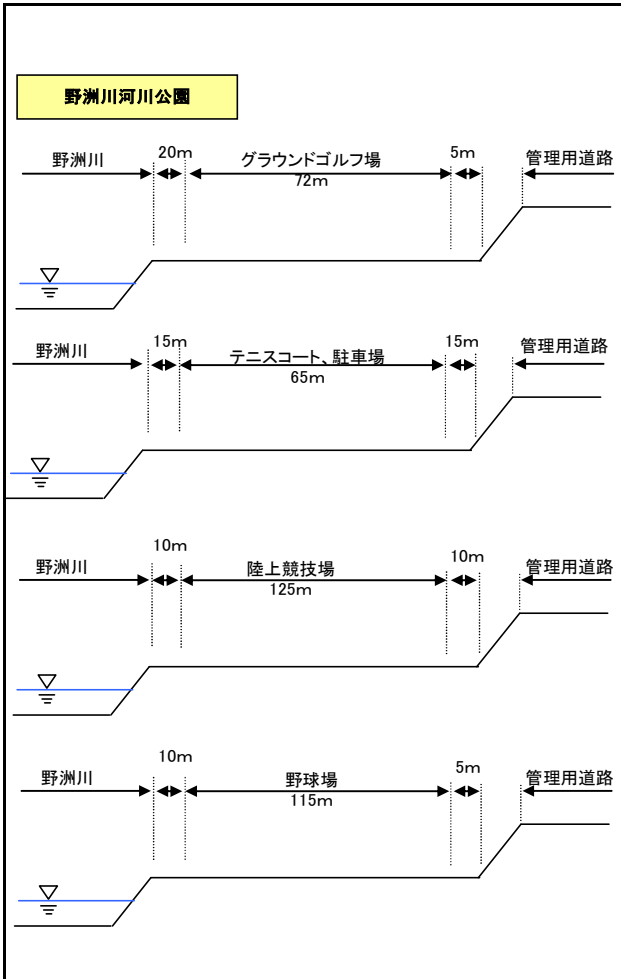 野洲川河川公園
野洲川 20m グラウンドゴルフ場 5m 管理用道路
72m
野洲川 15m テニスコート、駐車場 15m 管理用道路
65m
野洲川 10m 陸上競技場 10m 管理用道路
125m
野洲川 10m 野球場 5m 管理用道路
115m